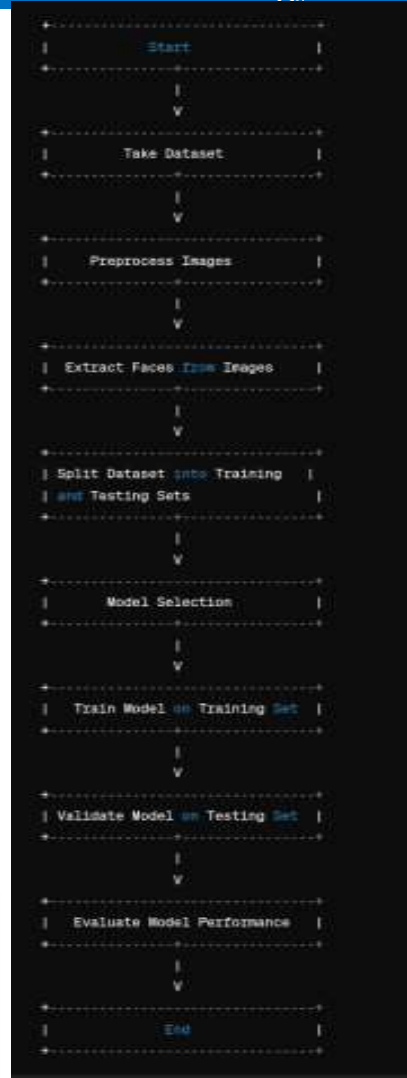 Start
Take Dataset
Preprocess Images
Extract Faces from Images
Split Dataset into Training
and Testing Sets
Model Selection
Train Model on Training Set
Validate Model on Testing Set
Evaluate Model Performance
End